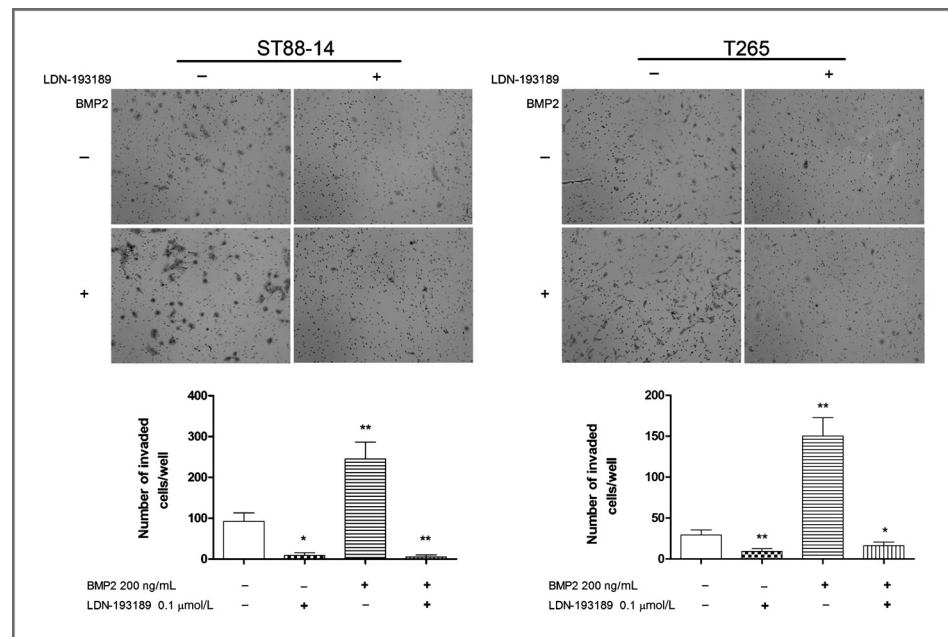 ST88-14
LDN-193189 – +
BMP2
–
+
Number of invaded
cells/well
400
300
200
100
0
* ** **
BMP2 200 ng/mL – – + +
LDN-193189 0.1 μmol/L – + – +
T265
LDN-193189 – +
BMP2
–
+
Number of invaded
cells/well
200
150
100
50
0
** ** *
BMP2 200 ng/mL – – + +
LDN-193189 0.1 μmol/L – + – +